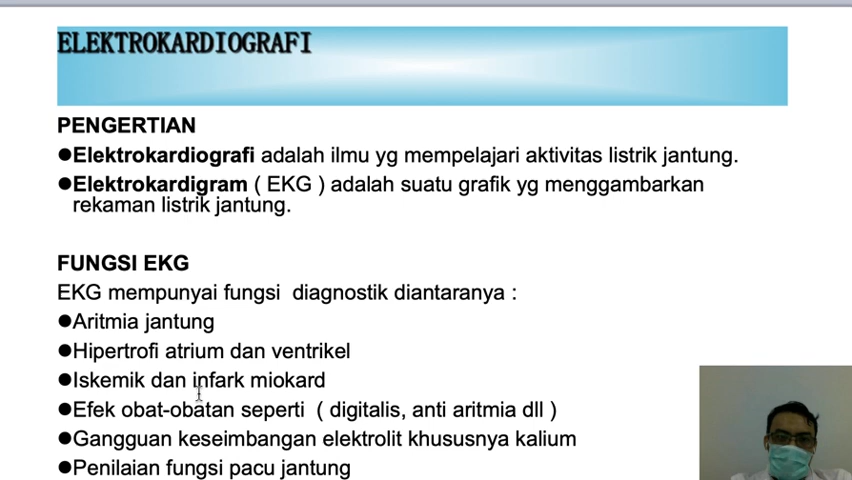 ELEKTROKARDIOGRAFI
PENGERTIAN
●Elektrokardiografi adalah ilmu yg mempelajari aktivitas listrik jantung.
●Elektrokardigram ( EKG ) adalah suatu grafik yg menggambarkan
rekaman listrik jantung.
FUNGSI EKG
EKG mempunyai fungsi diagnostik diantaranya :
●Aritmia jantung
●Hipertrofi atrium dan ventrikel
●Iskemik dan infark miokard
●Efek obat-obatan seperti ( digitalis, anti aritmia dll )
●Gangguan keseimbangan elektrolit khususnya kalium
●Penilaian fungsi pacu jantung